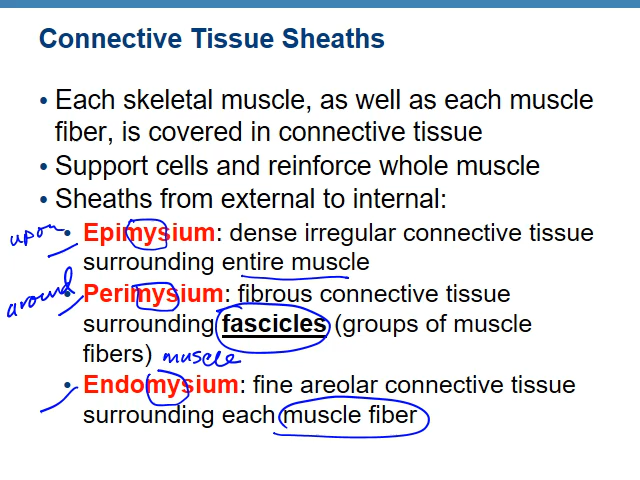 Connective Tissue Sheaths
• Each skeletal muscle, as well as each muscle
fiber, is covered in connective tissue
• Support cells and reinforce whole muscle
• Sheaths from external to internal:
upon • Epimysium: dense irregular connective tissue
surrounding entire muscle
around • Perimysium: fibrous connective tissue
surrounding fascicles (groups of muscle
fibers) muscle
• Endomysium: fine areolar connective tissue
surrounding each muscle fiber